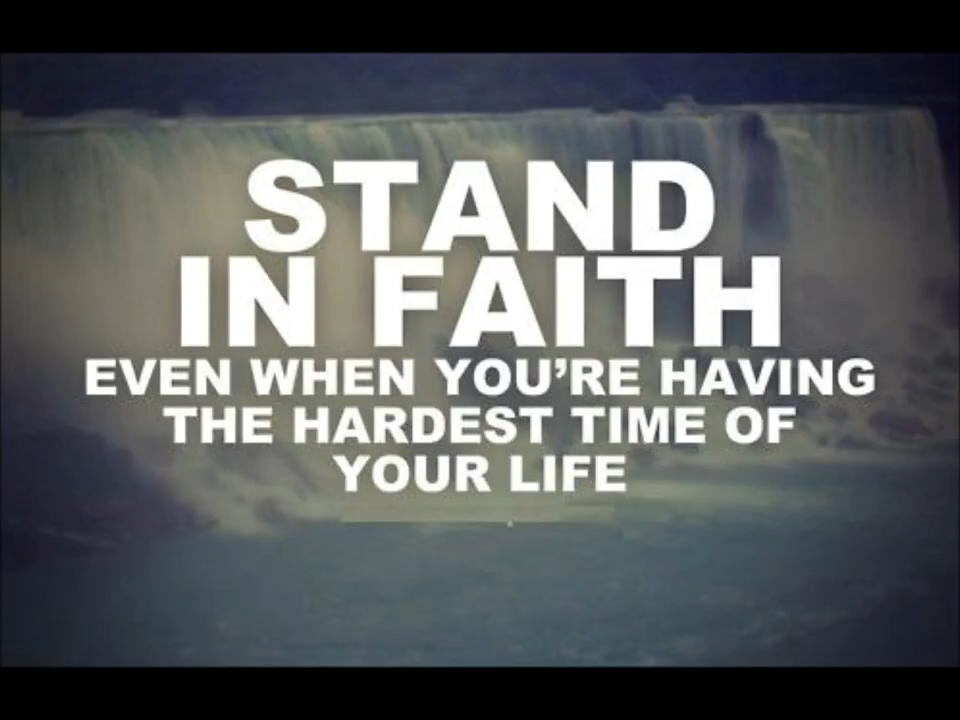 STAND
IN FAITH
EVEN WHEN YOU’RE HAVING
THE HARDEST TIME OF
YOUR LIFE